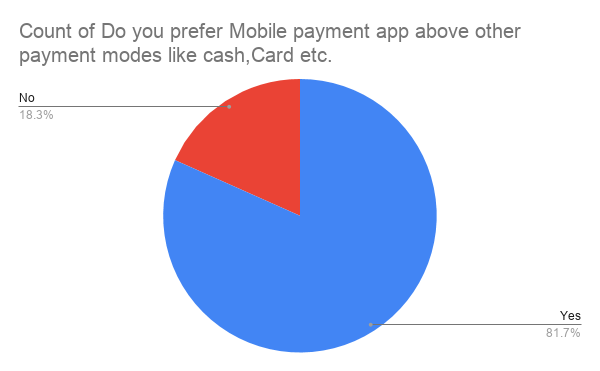 Count of Do you prefer Mobile payment app above other
payment modes like cash,Card etc.
No
18.3%
Yes
81.7%